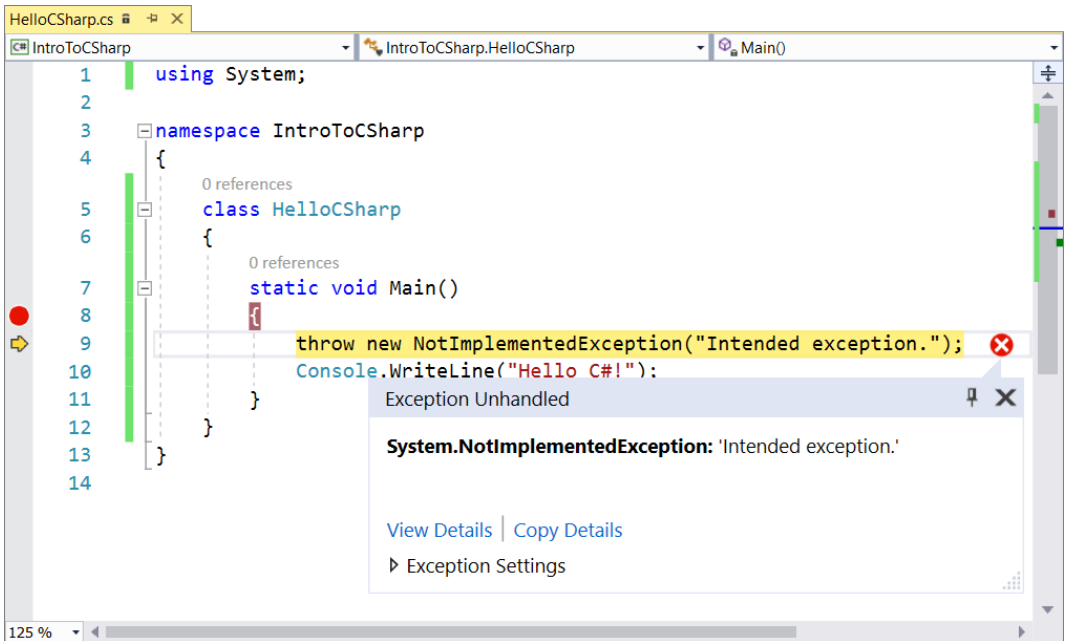 HelloCSharp.cs
IntroToCSharp IntroToCSharp.HelloCSharp Main()
1 using System;
2
3 namespace IntroToCSharp
4 {
0 references
5 class HelloCSharp
6 {
0 references
7 static void Main()
8 {
9 throw new NotImplementedException("Intended exception.");
10 Console.WriteLine("Hello C#!");
11 }
12 }
13 }
14
Exception Unhandled
System.NotImplementedException: 'Intended exception.'
View Details | Copy Details
Exception Settings
125 %